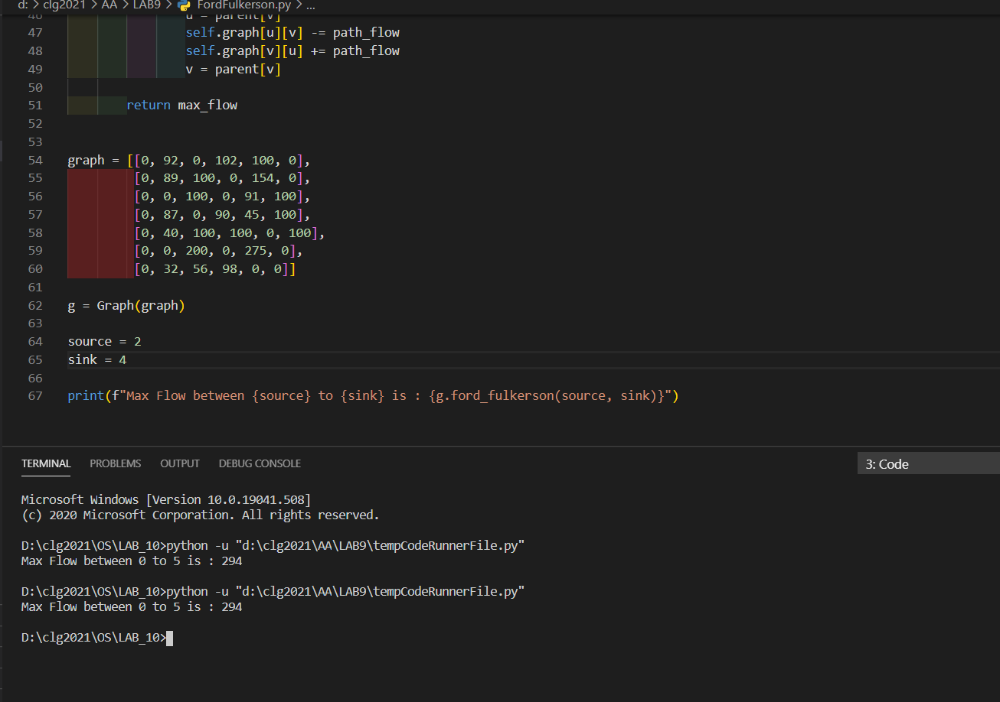 d: > clg2021 > AA > LAB9 > FordFulkerson.py > ...
46 u = parent[v]
47 self.graph[u][v] -= path_flow
48 self.graph[v][u] += path_flow
49 v = parent[v]
50
51 return max_flow
52
53
54 graph = [[0, 92, 0, 102, 100, 0],
55 [0, 89, 100, 0, 154, 0],
56 [0, 0, 100, 0, 91, 100],
57 [0, 87, 0, 90, 45, 100],
58 [0, 40, 100, 100, 0, 100],
59 [0, 0, 200, 0, 275, 0],
60 [0, 32, 56, 98, 0, 0]]
61
62 g = Graph(graph)
63
64 source = 2
65 sink = 4
66
67 print(f"Max Flow between {source} to {sink} is : {g.ford_fulkerson(source, sink)}")
TERMINAL PROBLEMS OUTPUT DEBUG CONSOLE 3: Code
Microsoft Windows [Version 10.0.19041.508]
(c) 2020 Microsoft Corporation. All rights reserved.
D:\clg2021\OS\LAB_10>python -u "d:\clg2021\AA\LAB9\tempCodeRunnerFile.py"
Max Flow between 0 to 5 is : 294
D:\clg2021\OS\LAB_10>python -u "d:\clg2021\AA\LAB9\tempCodeRunnerFile.py"
Max Flow between 0 to 5 is : 294
D:\clg2021\OS\LAB_10>